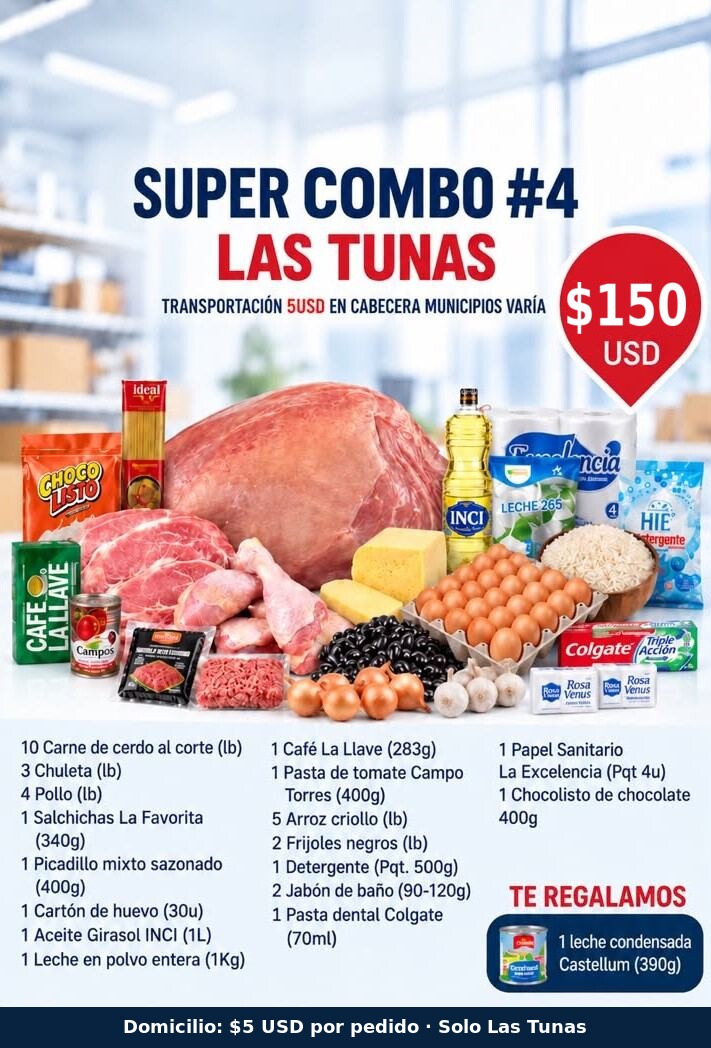 SUPER COMBO #4
LAS TUNAS
TRANSPORTACIÓN 5USD EN CABECERA MUNICIPIOS VARÍA
$150
USD
ideal
CHOCO
LISTO
CAFE
LA LLAVE
Campos
INCI
Excelencia
4
LECHE 265
HIE
etergente
Colgate
Triple
Acción
Rosa
Venus
Rosa
Venus
10 Carne de cerdo al corte (lb)
3 Chuleta (lb)
4 Pollo (lb)
1 Salchichas La Favorita
(340g)
1 Picadillo mixto sazonado
(400g)
1 Cartón de huevo (30u)
1 Aceite Girasol INCI (1L)
1 Leche en polvo entera (1Kg)
1 Café La Llave (283g)
1 Pasta de tomate Campo
Torres (400g)
5 Arroz criollo (lb)
2 Frijoles negros (lb)
1 Detergente (Pqt. 500g)
2 Jabón de baño (90-120g)
1 Pasta dental Colgate
(70ml)
1 Papel Sanitario
La Excelencia (Pqt 4u)
1 Chocolisto de chocolate
400g
TE REGALAMOS
1 leche condensada
Castellum (390g)
Domicilio: $5 USD por pedido · Solo Las Tunas